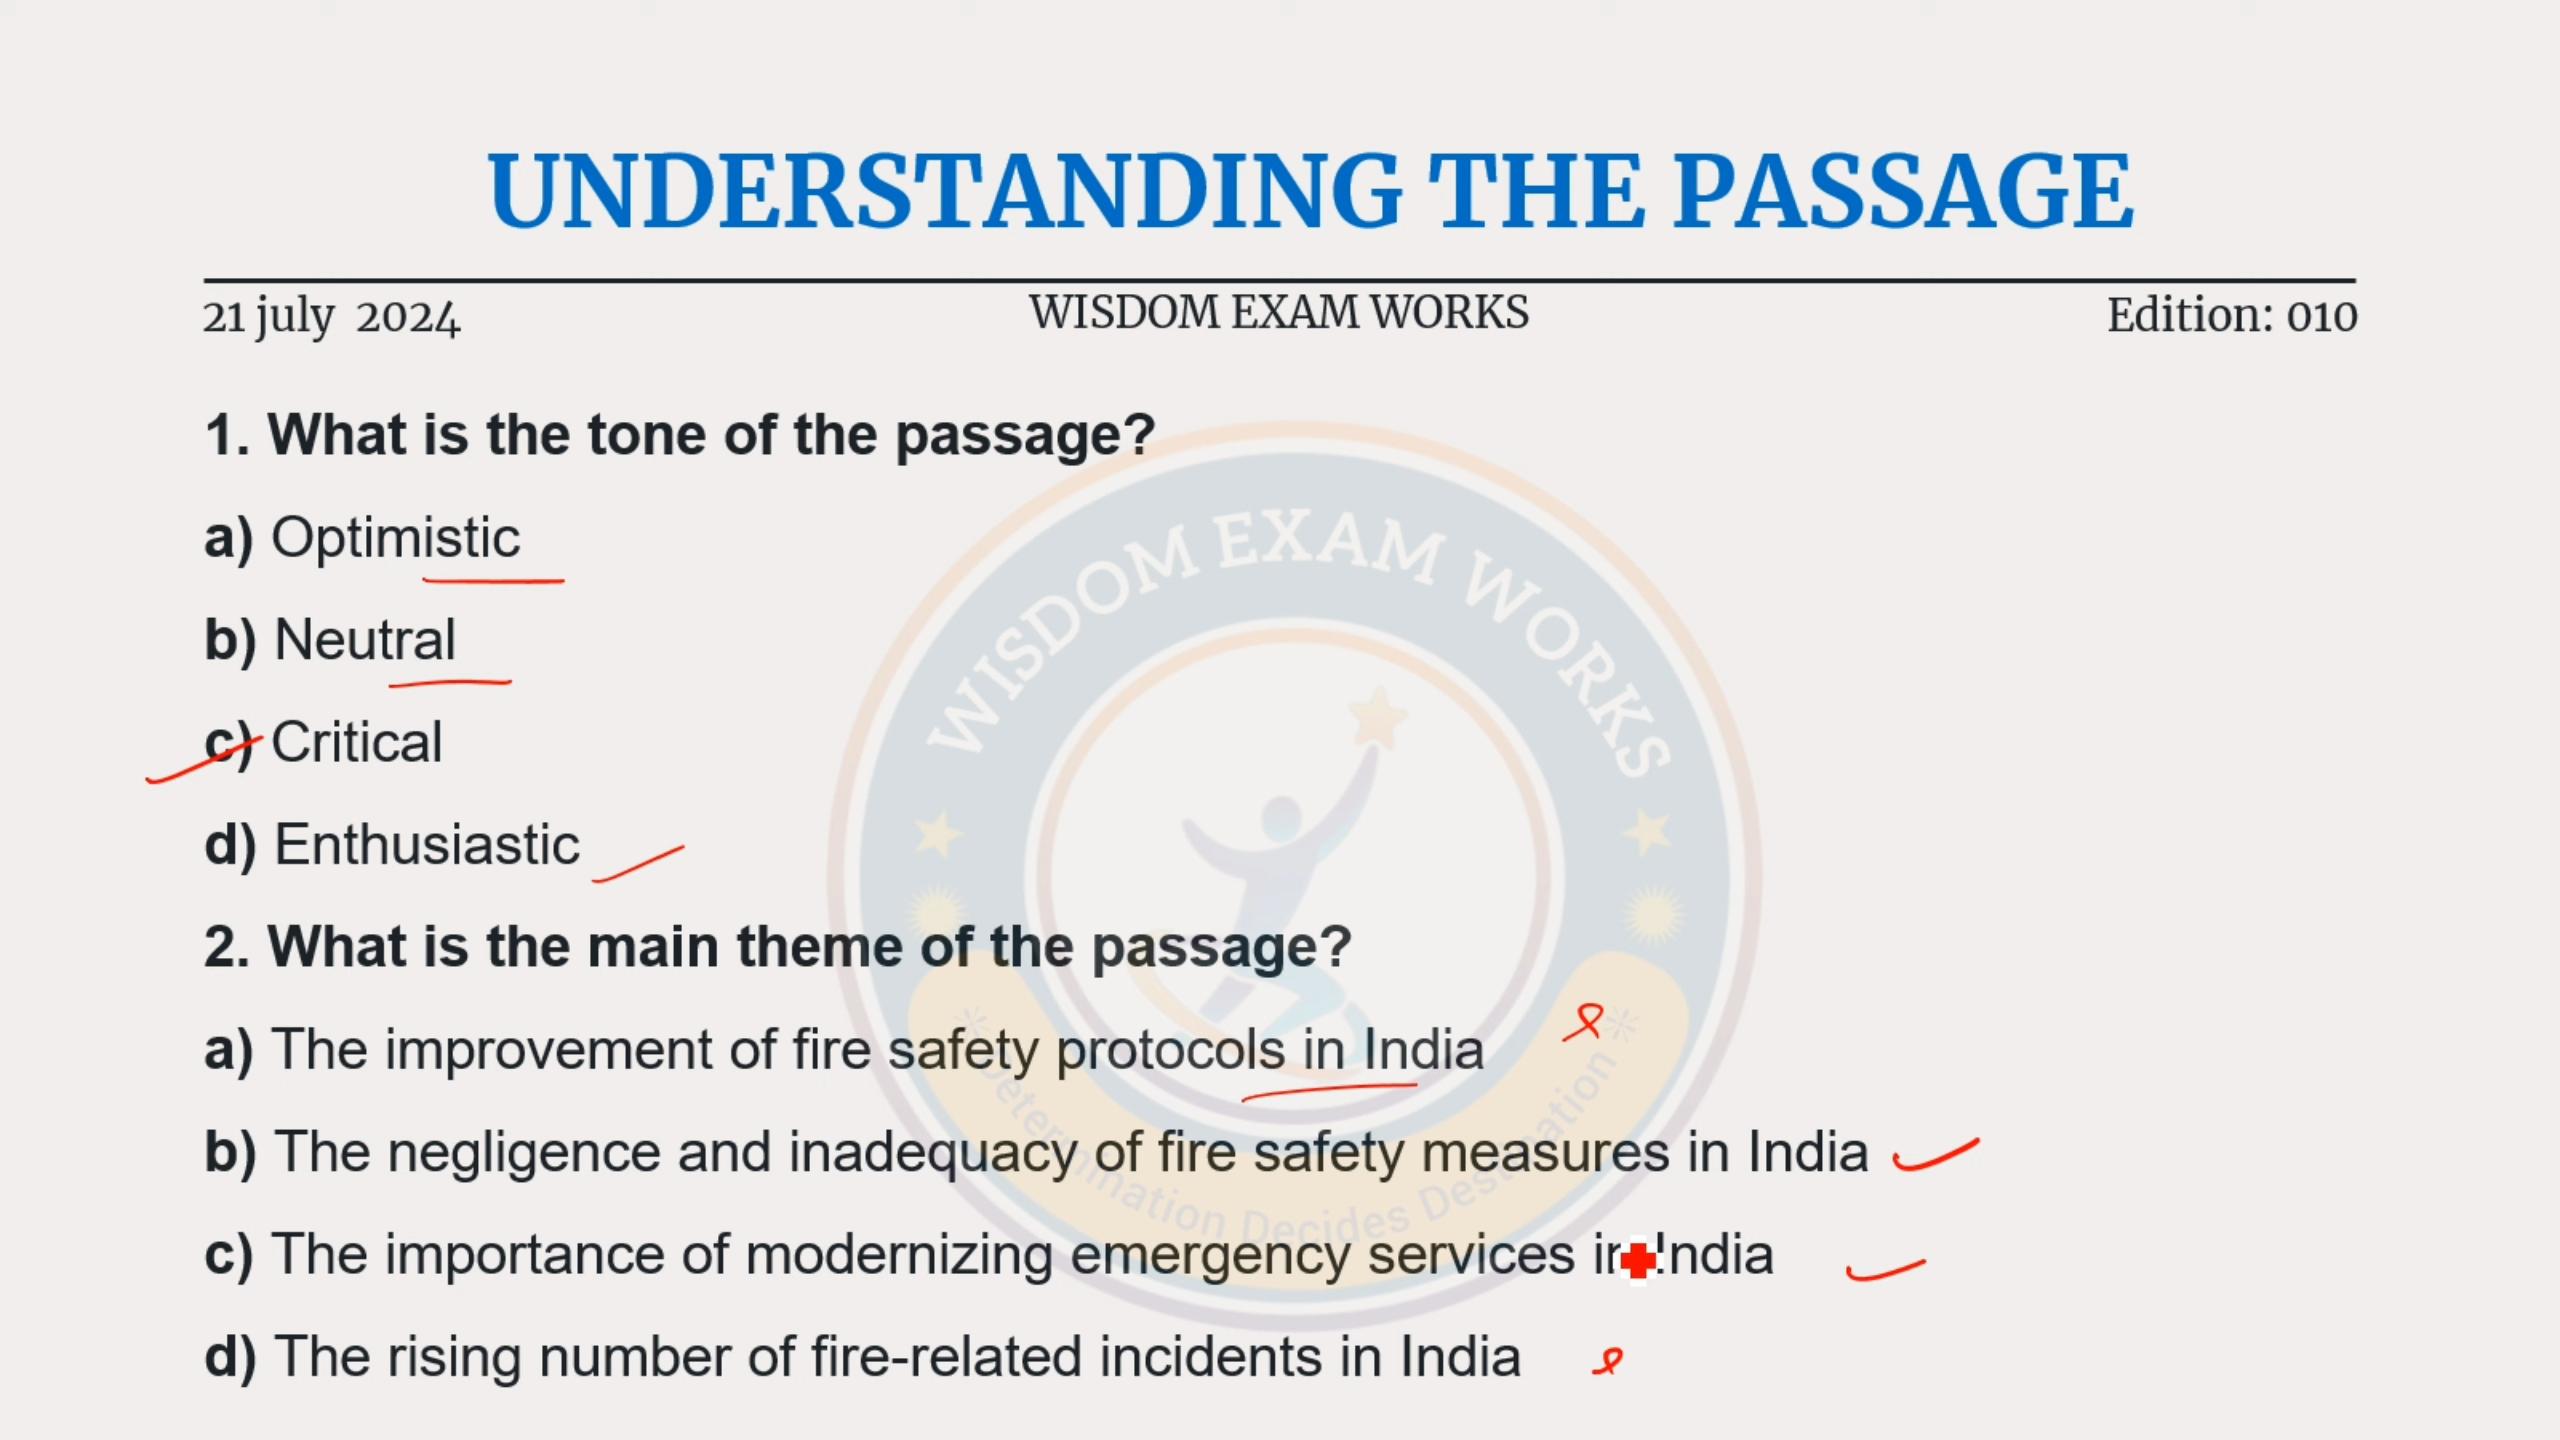 UNDERSTANDING THE PASSAGE
21 july 2024
WISDOM EXAM WORKS
Edition: 010
1. What is the tone of the passage?
a) Optimistic
b) Neutral
c) Critical
d) Enthusiastic
2. What is the main theme of the passage?
a) The improvement of fire safety protocols in India
b) The negligence and inadequacy of fire safety measures in India
c) The importance of modernizing emergency services in India
d) The rising number of fire-related incidents in India
WISDOM EXAM WORKS
Determination Decides Destination